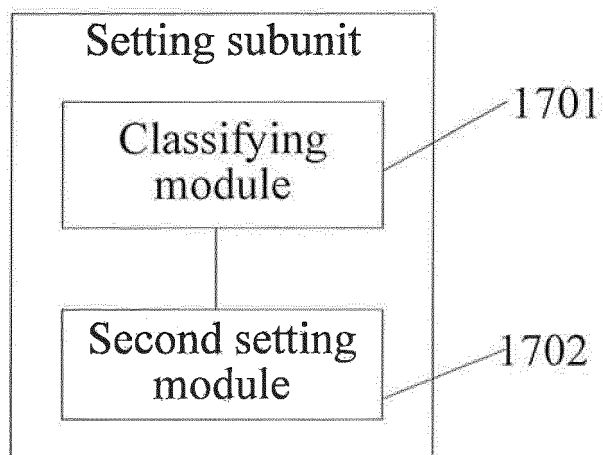 Setting subunit
Classifying
module
1701
Second setting
module
1702